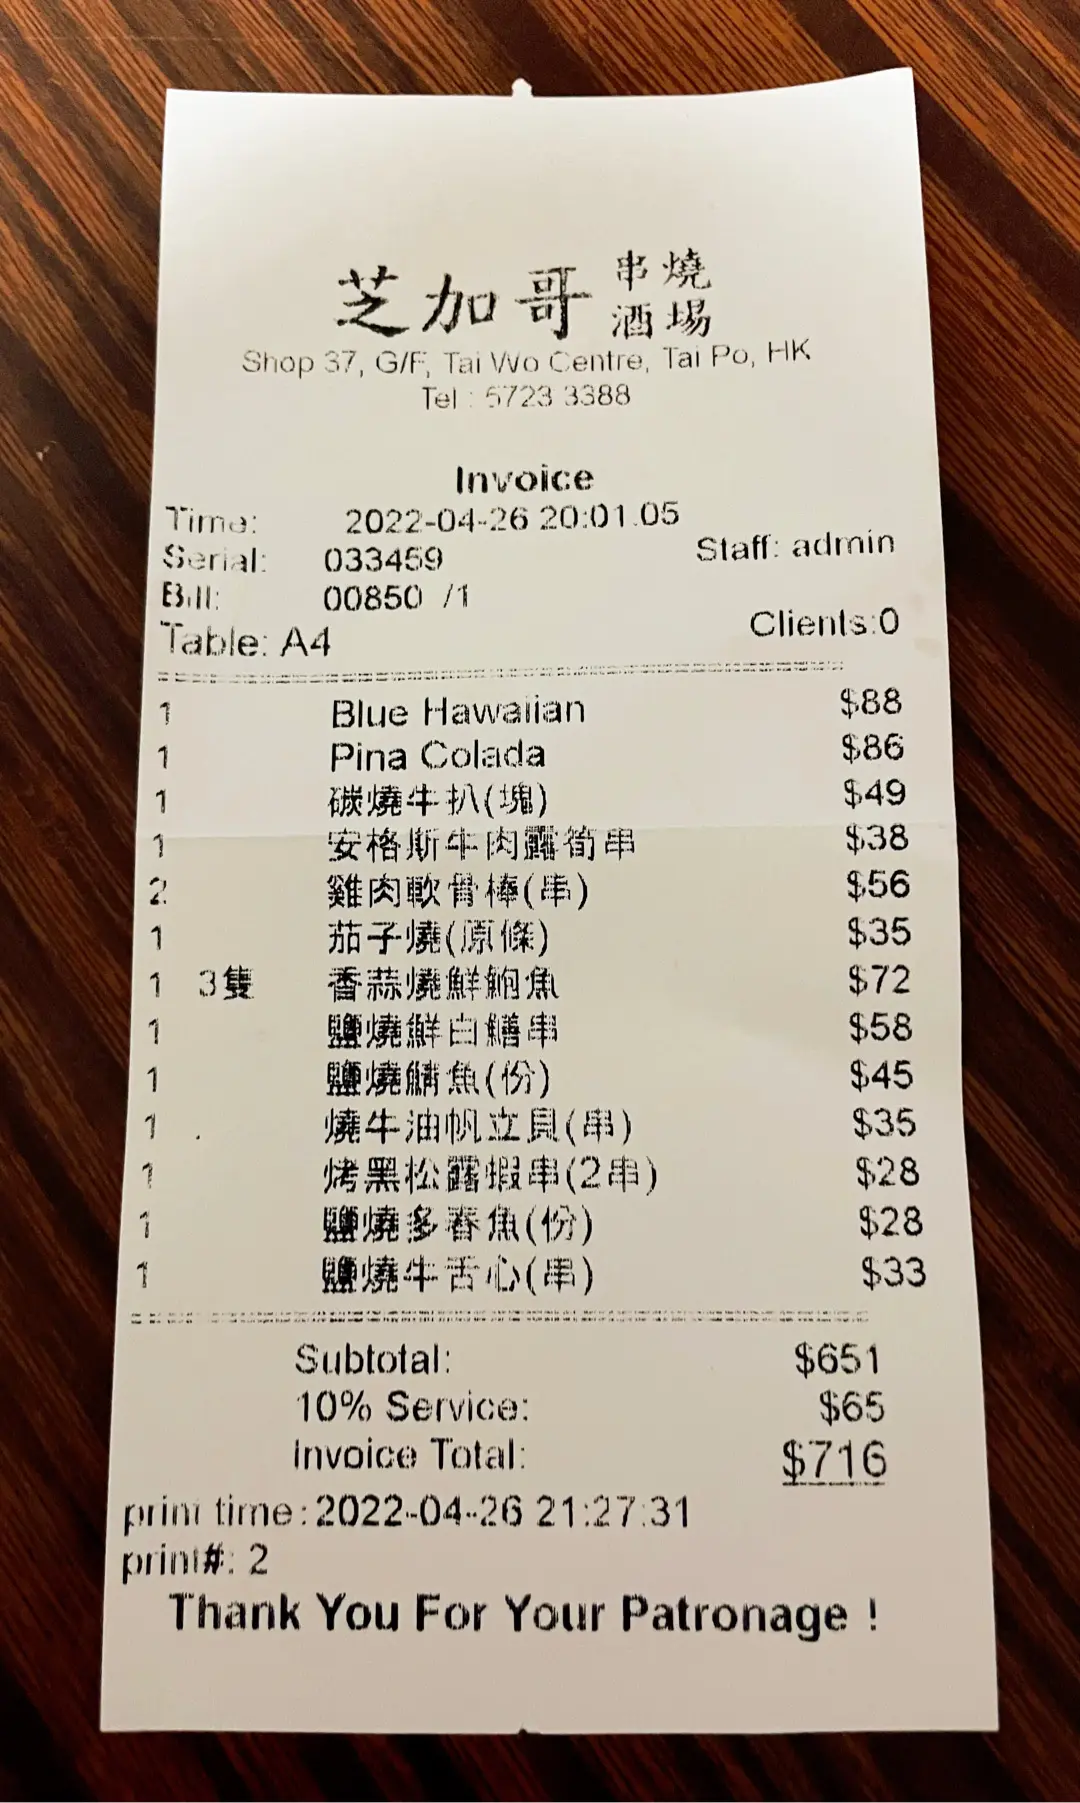 芝加哥 串燒
酒場
Shop 37, G/F, Tai Wo Centre, Tai Po, HK
Tel : 5723 3388
Invoice
Time: 2022-04-26 20:01:05
Serial: 033459 Staff: admin
Bill: 00850 /1
Table: A4 Clients:0
1 Blue Hawaiian $88
1 Pina Colada $86
1 碳燒牛扒(塊) $49
1 安格斯牛肉露筍串 $38
2 雞肉軟骨棒(串) $56
1 茄子燒(原條) $35
1 3隻 香蒜燒鮮鮑魚 $72
1 鹽燒鮮白鱔串 $58
1 鹽燒鯖魚(份) $45
1 燒牛油帆立貝(串) $35
1 烤黑松露蝦串(2串) $28
1 鹽燒多春魚(份) $28
1 鹽燒牛舌心(串) $33
Subtotal: $651
10% Service: $65
Invoice Total: $716
print time:2022-04-26 21:27:31
print#: 2
Thank You For Your Patronage !